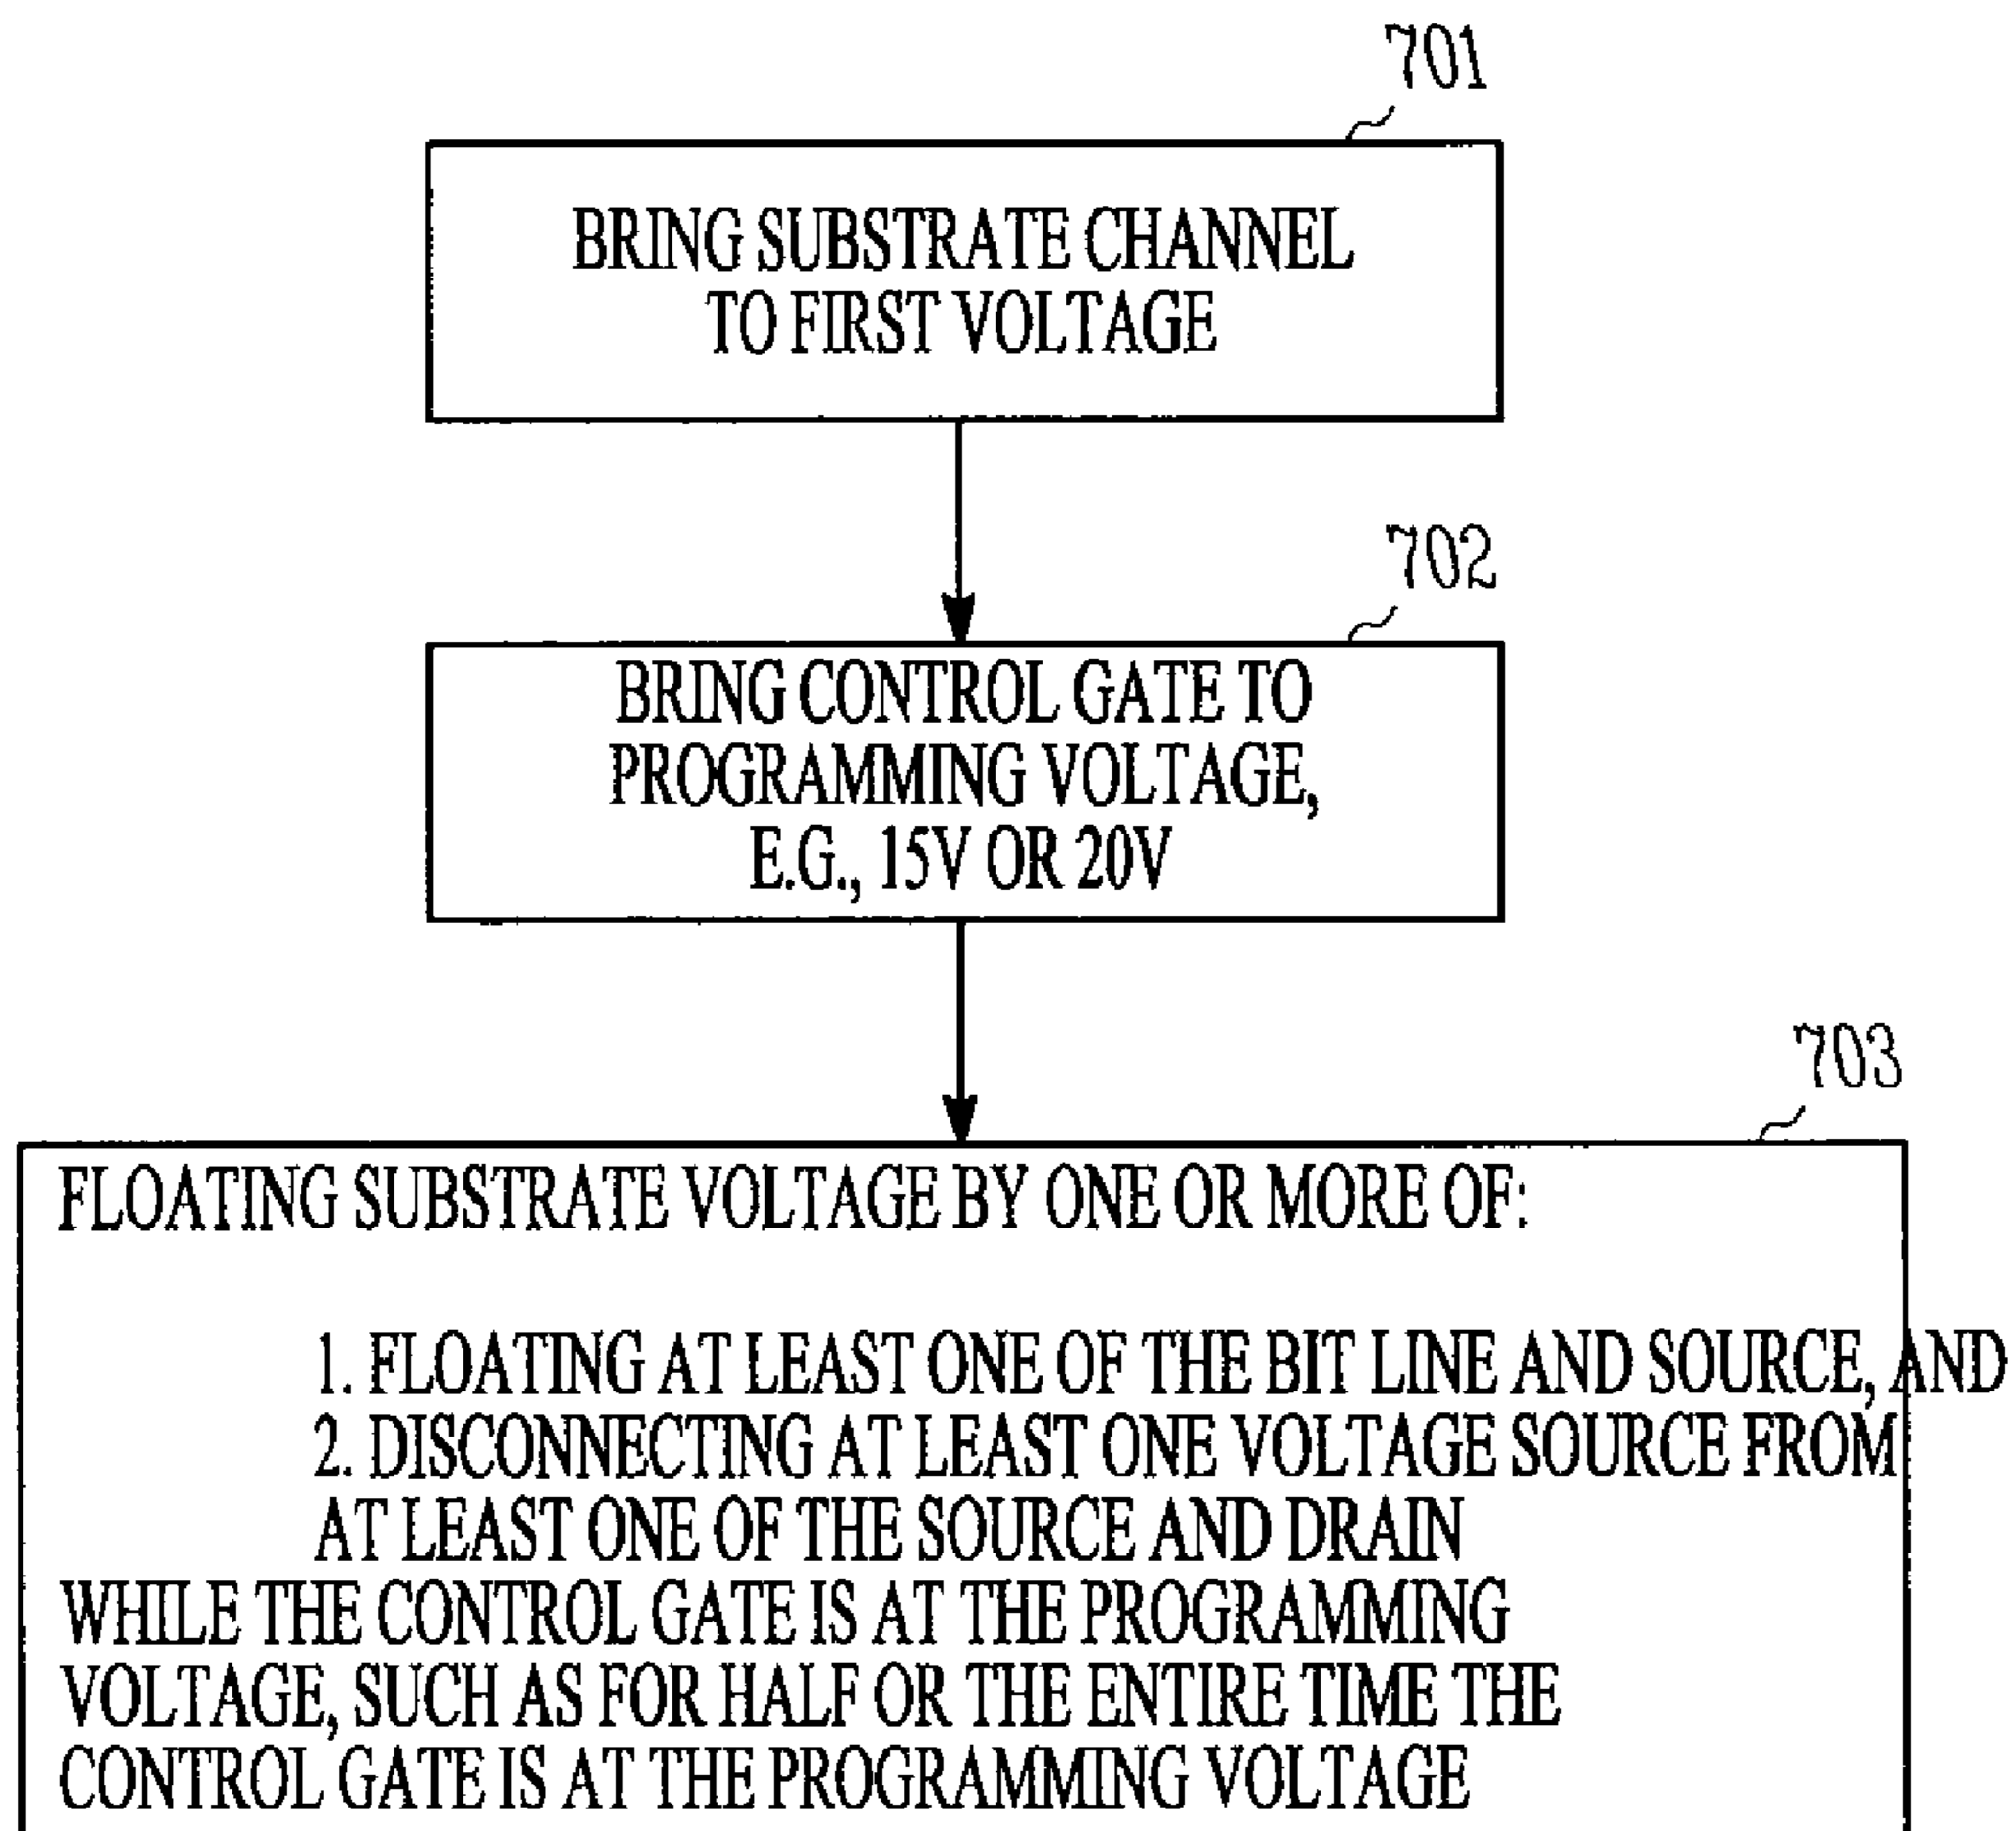 701
BRING SUBSTRATE CHANNEL
TO FIRST VOLTAGE
702
BRING CONTROL GATE TO
PROGRAMMING VOLTAGE,
E.G., 15V OR 20V
703
FLOATING SUBSTRATE VOLTAGE BY ONE OR MORE OF:
1. FLOATING AT LEAST ONE OF THE BIT LINE AND SOURCE, AND
2. DISCONNECTING AT LEAST ONE VOLTAGE SOURCE FROM
AT LEAST ONE OF THE SOURCE AND DRAIN
WHILE THE CONTROL GATE IS AT THE PROGRAMMING
VOLTAGE, SUCH AS FOR HALF OR THE ENTIRE TIME THE
CONTROL GATE IS AT THE PROGRAMMING VOLTAGE